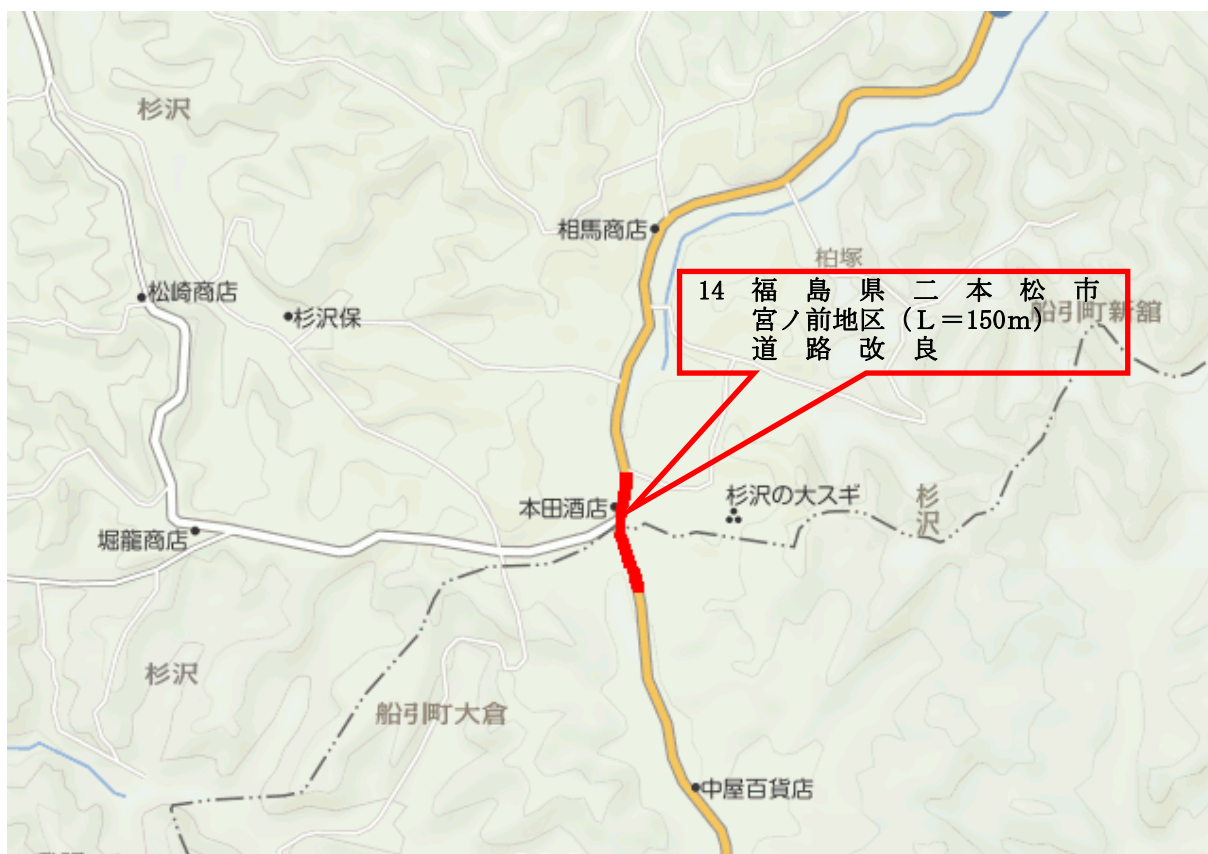 杉沢
相馬商店
柏塚
松崎商店
杉沢保
14 福島県二本松市
宮ノ前地区(L=150m)
道路改良
船引町新舘
本田酒店
杉沢の大スギ
杉沢
堀龍商店
杉沢
船引町大倉
中屋百貨店